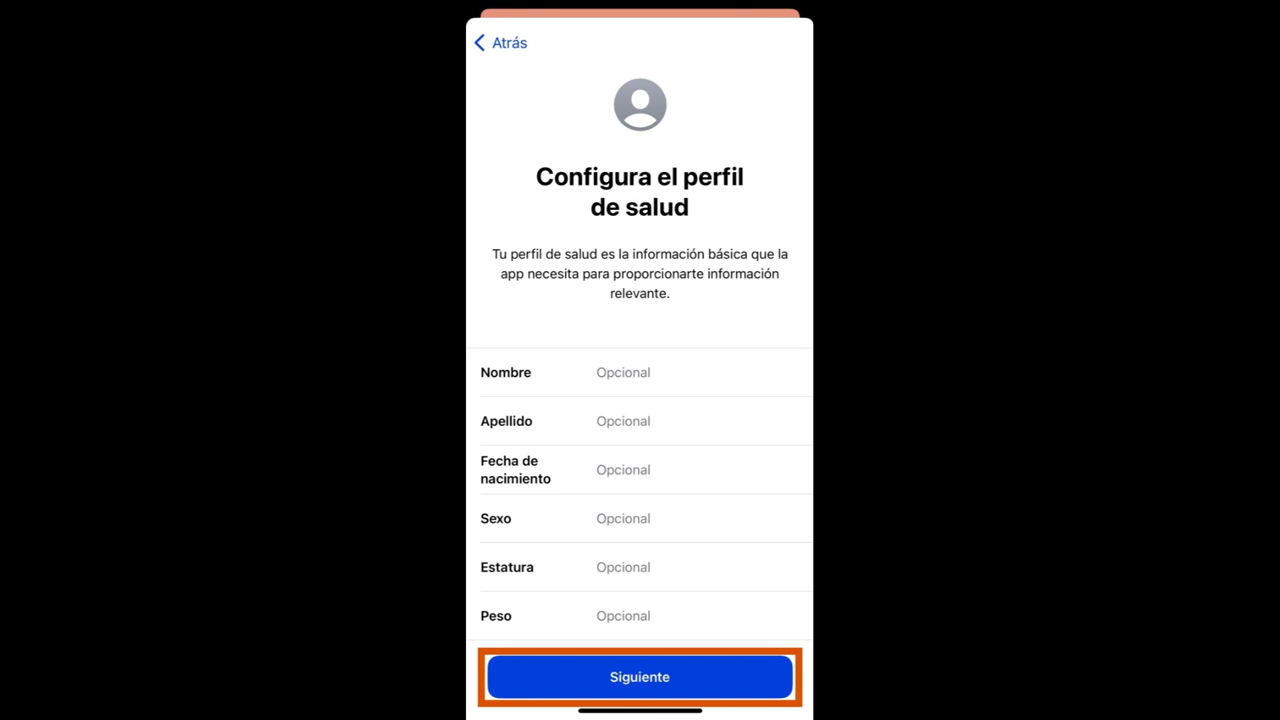 Atrás
Configura el perfil
de salud
Tu perfil de salud es la información básica que la
app necesita para proporcionarte información
relevante.
Nombre Opcional
Apellido Opcional
Fecha de
nacimiento Opcional
Sexo Opcional
Estatura Opcional
Peso Opcional
Siguiente